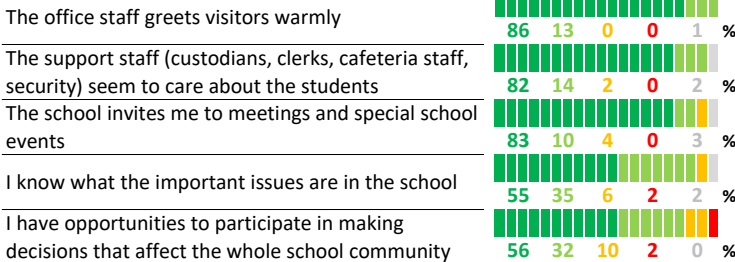 The office staff greets visitors warmly
86 13 0 0 1 %
The support staff (custodians, clerks, cafeteria staff,
security) seem to care about the students
82 14 2 0 2 %
The school invites me to meetings and special school
events
83 10 4 0 3 %
I know what the important issues are in the school
55 35 6 2 2 %
I have opportunities to participate in making
decisions that affect the whole school community
56 32 10 2 0 %